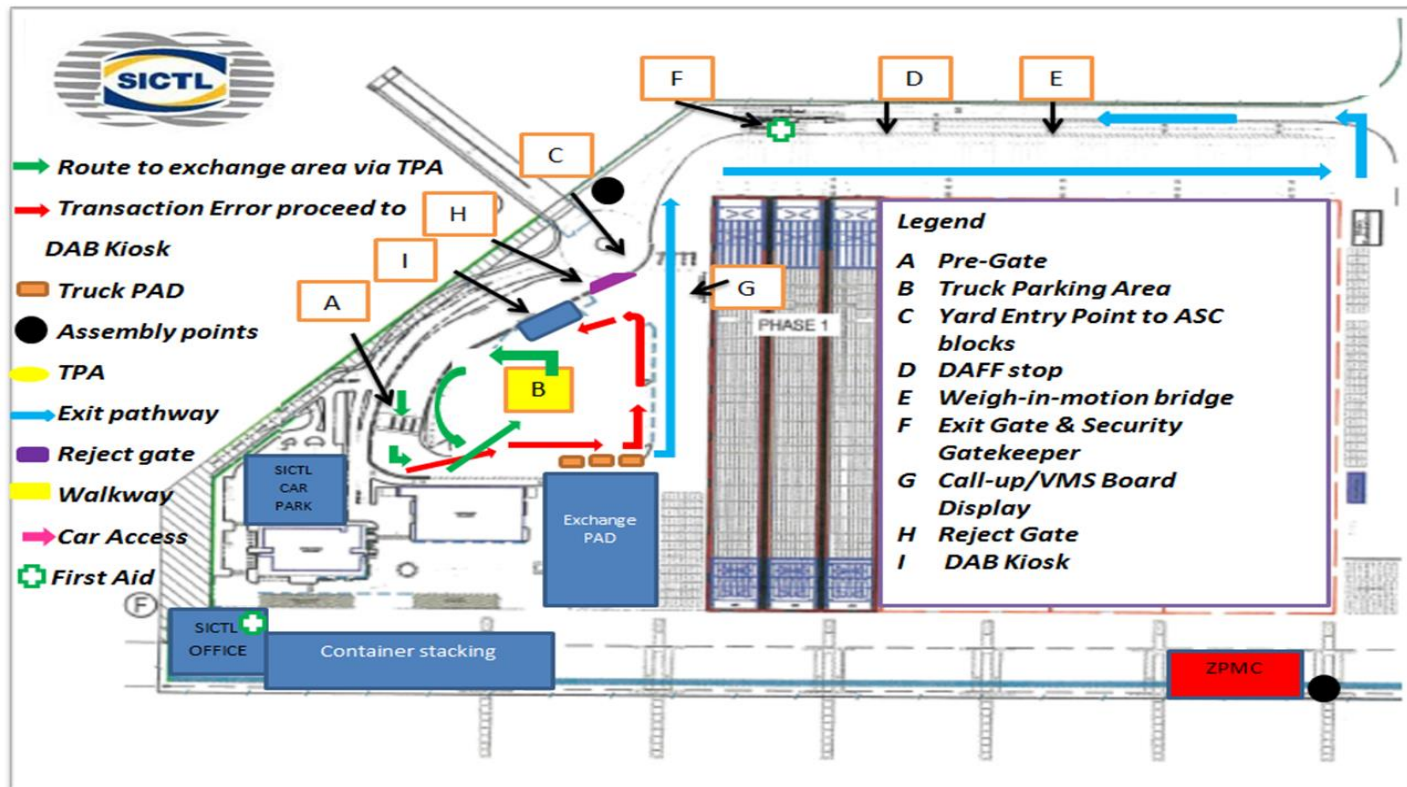 SICTL
Route to exchange area via TPA
Transaction Error proceed to
DAB Kiosk
Truck PAD
Assembly points
TPA
Exit pathway
Reject gate
Walkway
Car Access
First Aid
F
D
E
C
H
I
A
G
B
PHASE 1
Legend
A Pre-Gate
B Truck Parking Area
C Yard Entry Point to ASC
blocks
D DAFF stop
E Weigh-in-motion bridge
F Exit Gate & Security
Gatekeeper
G Call-up/VMS Board
Display
H Reject Gate
I DAB Kiosk
SICTL
CAR
PARK
Exchange
PAD
F
SICTL
OFFICE
Container stacking
ZPMC